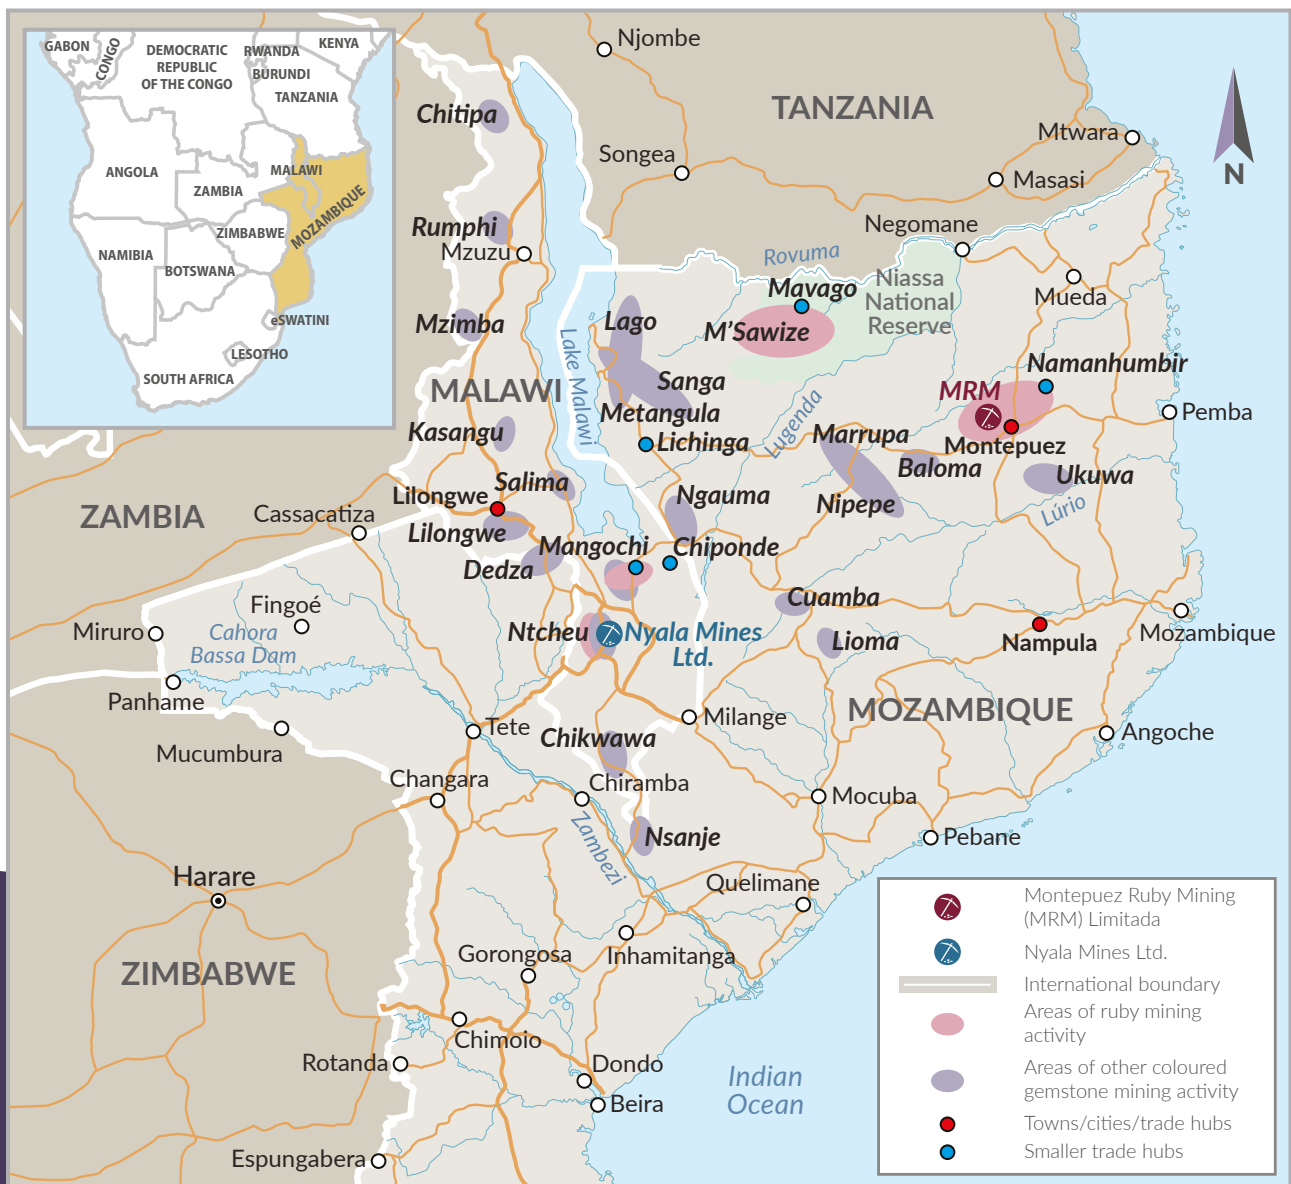 GABON
CONGO
DEMOCRATIC
REPUBLIC
OF THE CONGO
RWANDA
BURUNDI
KENYA
TANZANIA
ANGOLA
ZAMBIA
MALAWI
MOZAMBIQUE
ZIMBABWE
NAMIBIA
BOTSWANA
eSWATINI
LESOTHO
SOUTH AFRICA
Njombe
TANZANIA
Chitipa
Songea
Mtwara
Masasi
N
Rumphi
Mzuzu
Negomane
Rovuma
Niassa
National
Reserve
Mavago
M'Sawize
Mueda
Mzimba
Lago
Lake Malawi
Sanga
Namanhumbir
MALAWI
MRM
Metangula
Pemba
Kasangu
Lichinga
Lugenda
Marrupa
Montepuez
Baloma
Ukuwa
Salima
Lilongwe
Ngauma
Nipepe
Lúrio
ZAMBIA
Cassacatiza
Lilongwe
Mangochi
Chiponde
Dedza
Cuamba
Fingoé
Miruro
Cahora
Bassa Dam
Ntcheu
Nyala Mines
Ltd.
Lioma
Nampula
Mozambique
Panhame
Mucumbura
Tete
Milange
MOZAMBIQUE
Angoche
Chikwawa
Changara
Chiramba
Mocuba
Zambezi
Nsanje
Pebane
Harare
Quelimane
ZIMBABWE
Gorongosa
Inhamitanga
Chimoio
Rotanda
Dondo
Beira
Indian
Ocean
Espungabera
Montepuez Ruby Mining
(MRM) Limitada
Nyala Mines Ltd.
International boundary
Areas of ruby mining
activity
Areas of other coloured
gemstone mining activity
Towns/cities/trade hubs
Smaller trade hubs